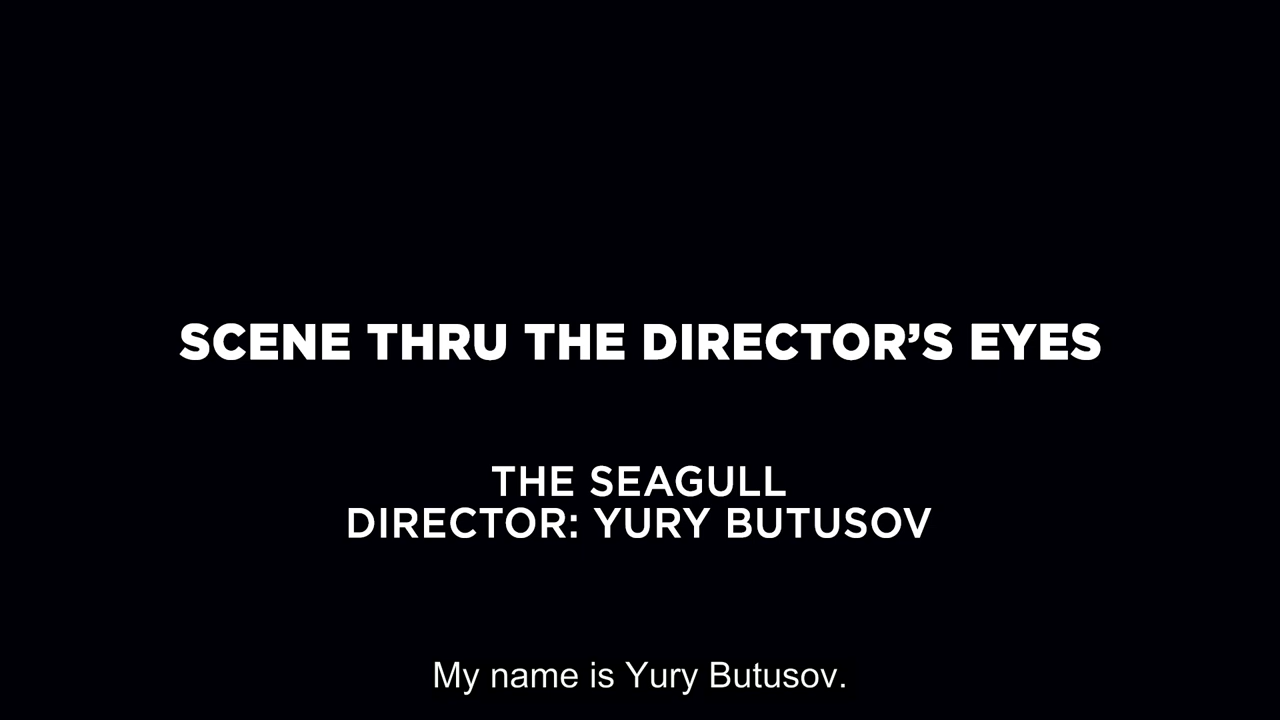 SCENE THRU THE DIRECTOR’S EYES
THE SEAGULL
DIRECTOR: YURY BUTUSOV
My name is Yury Butusov.